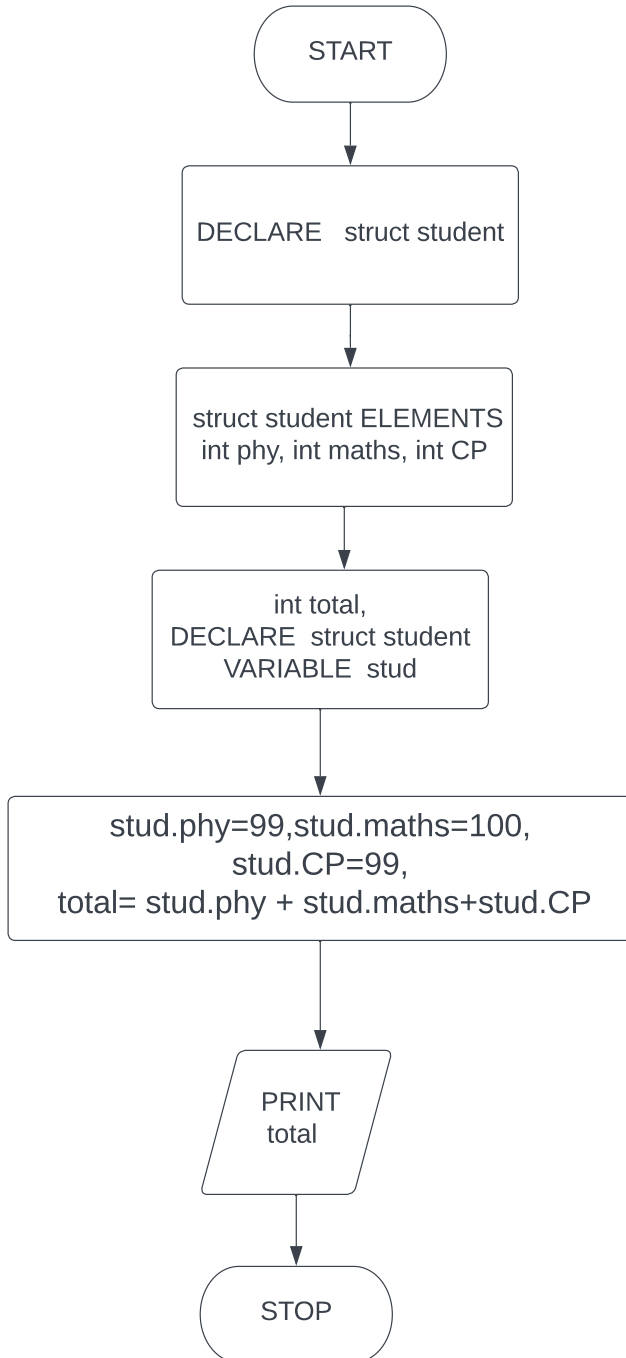 START
DECLARE struct student
struct student ELEMENTS
int phy, int maths, int CP
int total,
DECLARE struct student
VARIABLE stud
stud.phy=99,stud.maths=100,
stud.CP=99,
total= stud.phy + stud.maths+stud.CP
PRINT
total
STOP